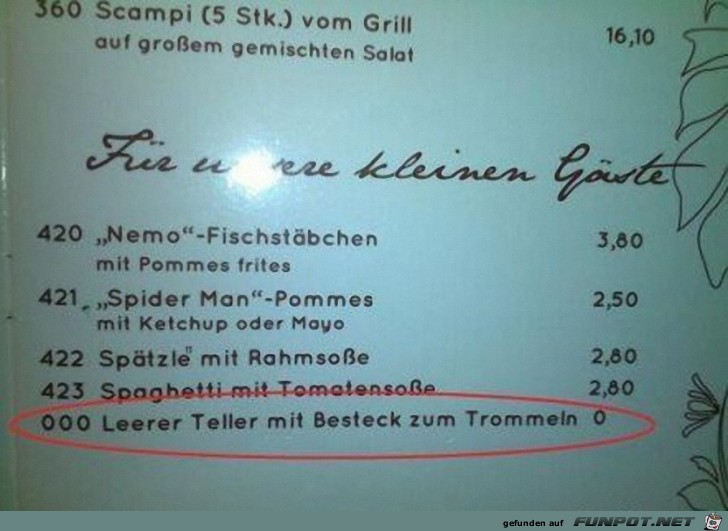 360 Scampi (5 Stk.) vom Grill 16,10
auf großem gemischten Salat
Für unsere kleinen Gäste
420 „Nemo“-Fischstäbchen 3,80
mit Pommes frites
421 „Spider Man“-Pommes 2,50
mit Ketchup oder Mayo
422 Spätzle mit Rahmsoße 2,80
423 Spaghetti mit Tomatensoße 2,80
000 Leerer Teller mit Besteck zum Trommeln 0
gefunden auf FUNPOT.NET